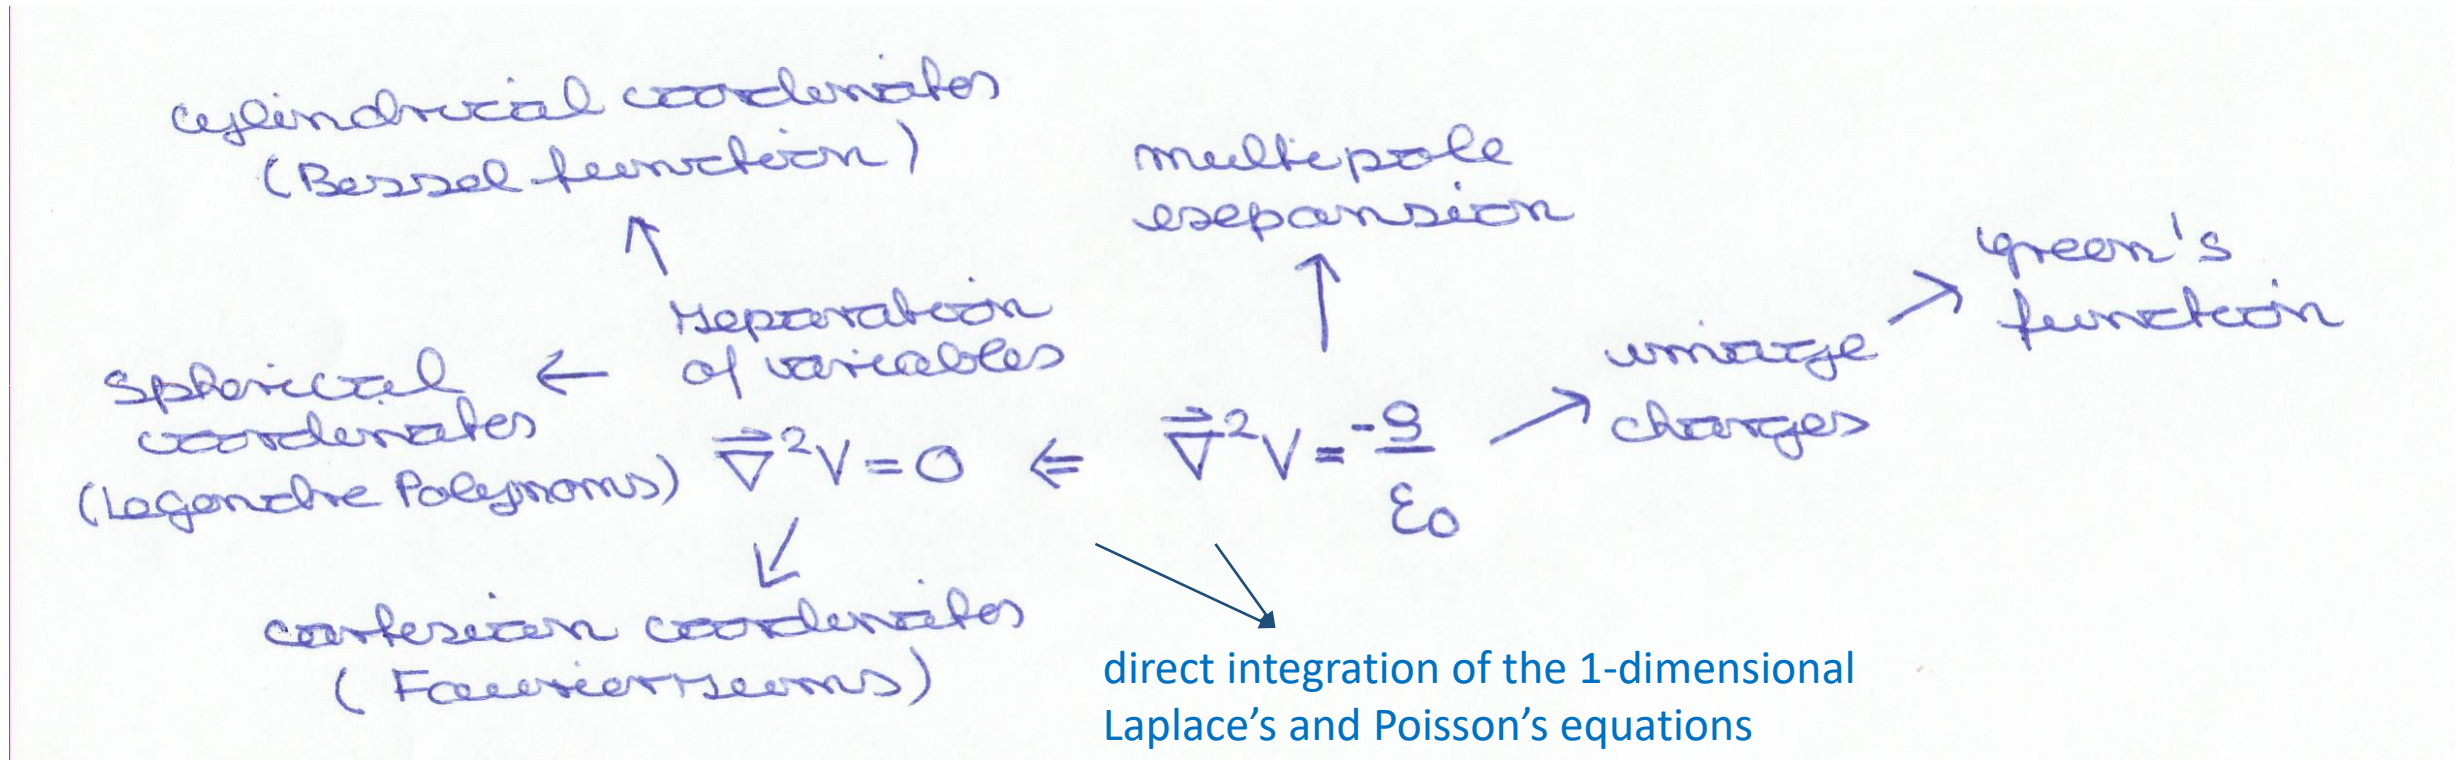 cylindrical coordinates
(Bessel function)
multipole
expansion
green's
function
separation
of variables
image
charges
spherical
coordinates
(Legendre Polynoms)
∇⃗²V = 0 ⇐ ∇⃗²V = -ρ/ε₀
cartesian coordinates
(Fourier sums)
direct integration of the 1-dimensional
Laplace’s and Poisson’s equations